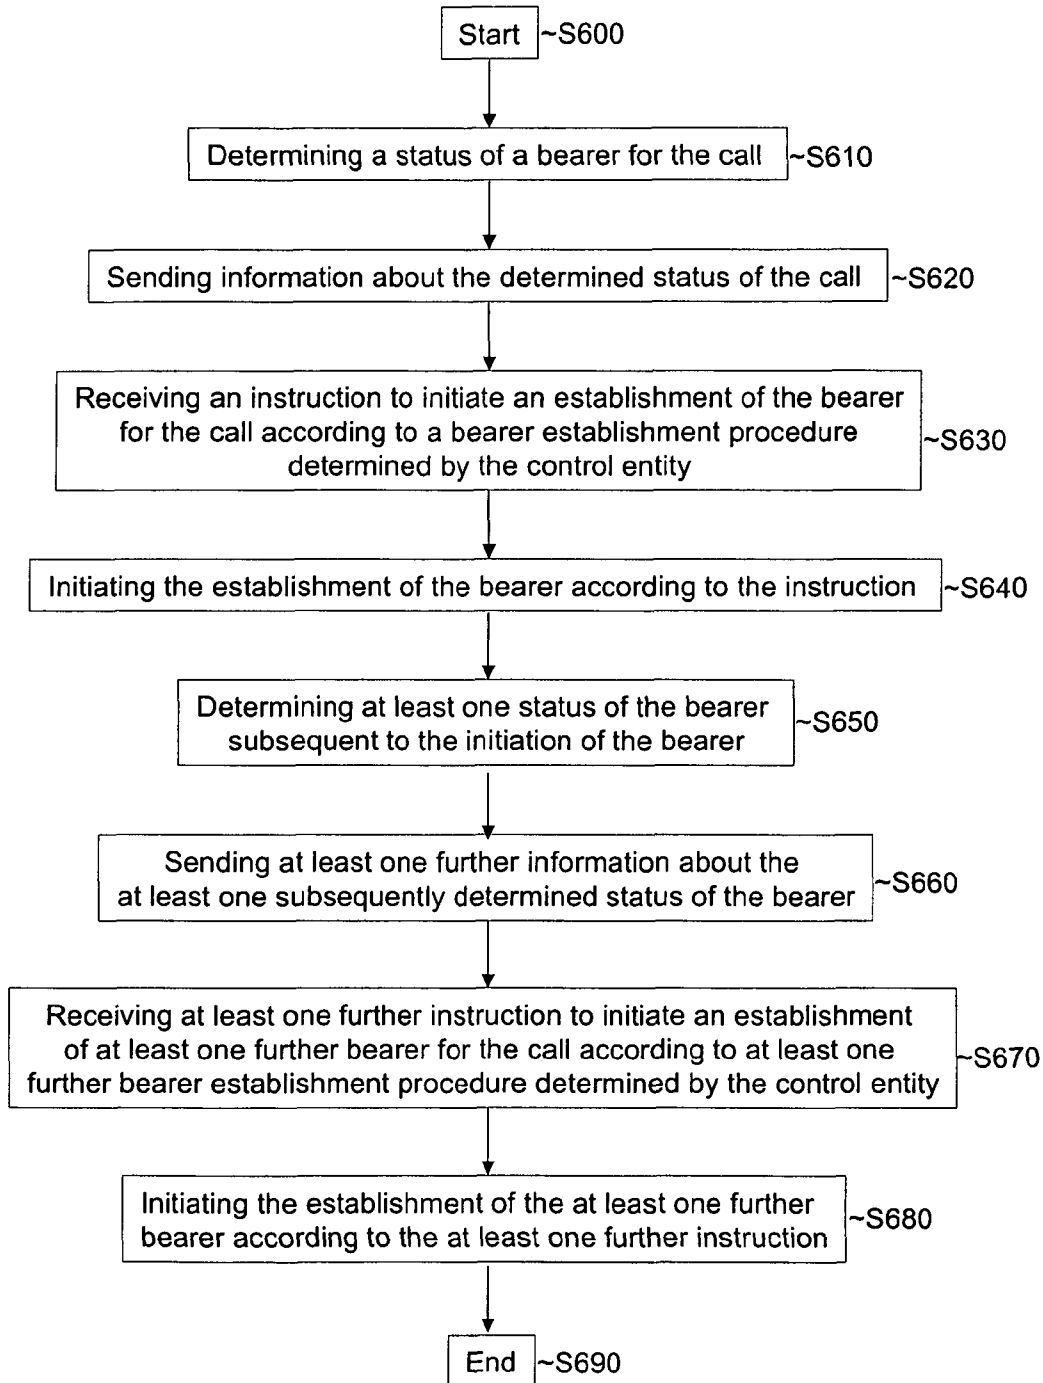 Start ~S600
Determining a status of a bearer for the call ~S610
Sending information about the determined status of the call ~S620
Receiving an instruction to initiate an establishment of the bearer
for the call according to a bearer establishment procedure
determined by the control entity
~S630
Initiating the establishment of the bearer according to the instruction ~S640
Determining at least one status of the bearer
subsequent to the initiation of the bearer
~S650
Sending at least one further information about the
at least one subsequently determined status of the bearer
~S660
Receiving at least one further instruction to initiate an establishment
of at least one further bearer for the call according to at least one
further bearer establishment procedure determined by the control entity
~S670
Initiating the establishment of the at least one further
bearer according to the at least one further instruction
~S680
End ~S690